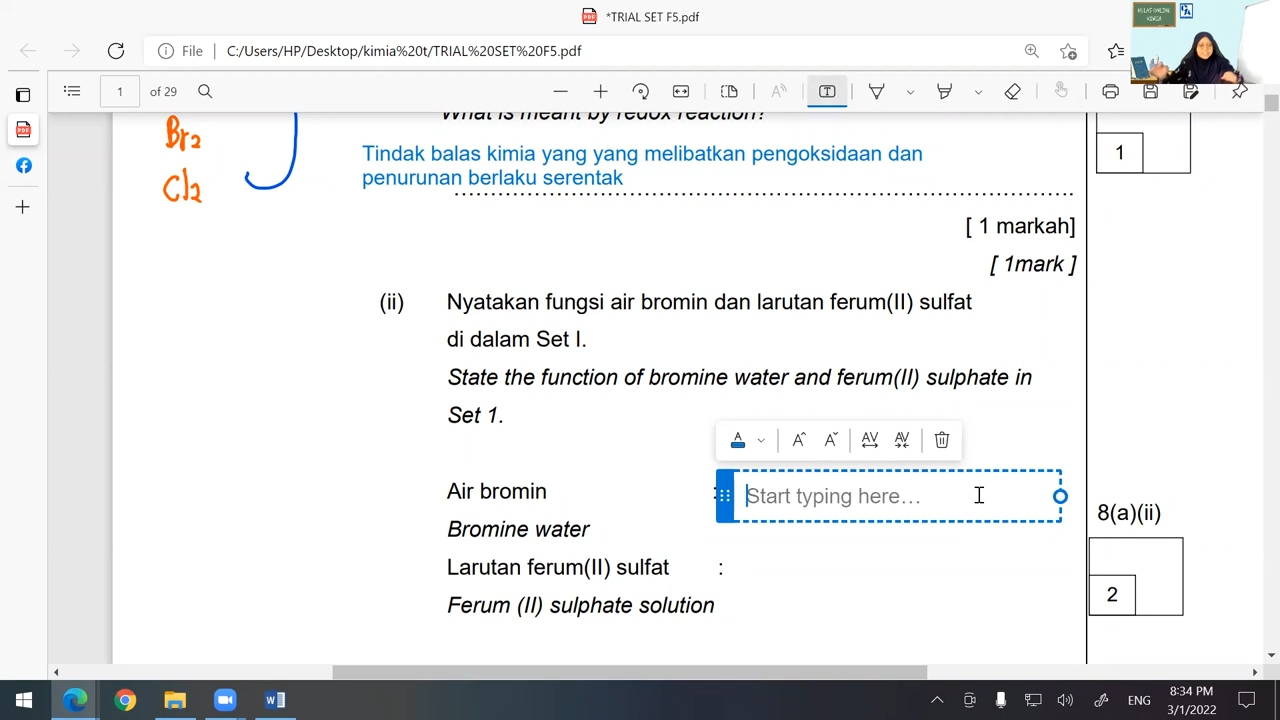 *TRIAL SET F5.pdf
KELAS ONLINE
KIMIA
File
C:/Users/HP/Desktop/kimia%20t/TRIAL%20SET%20F5.pdf
1 of 29
What is meant by redox reaction?
Br2
Cl2
Tindak balas kimia yang yang melibatkan pengoksidaan dan
penurunan berlaku serentak
1
[ 1 markah]
[ 1mark ]
(ii) Nyatakan fungsi air bromin dan larutan ferum(II) sulfat
di dalam Set I.
State the function of bromine water and ferum(II) sulphate in
Set 1.
Air bromin :
Start typing here…
Bromine water
8(a)(ii)
Larutan ferum(II) sulfat :
2
Ferum (II) sulphate solution
ENG
8:34 PM
3/1/2022